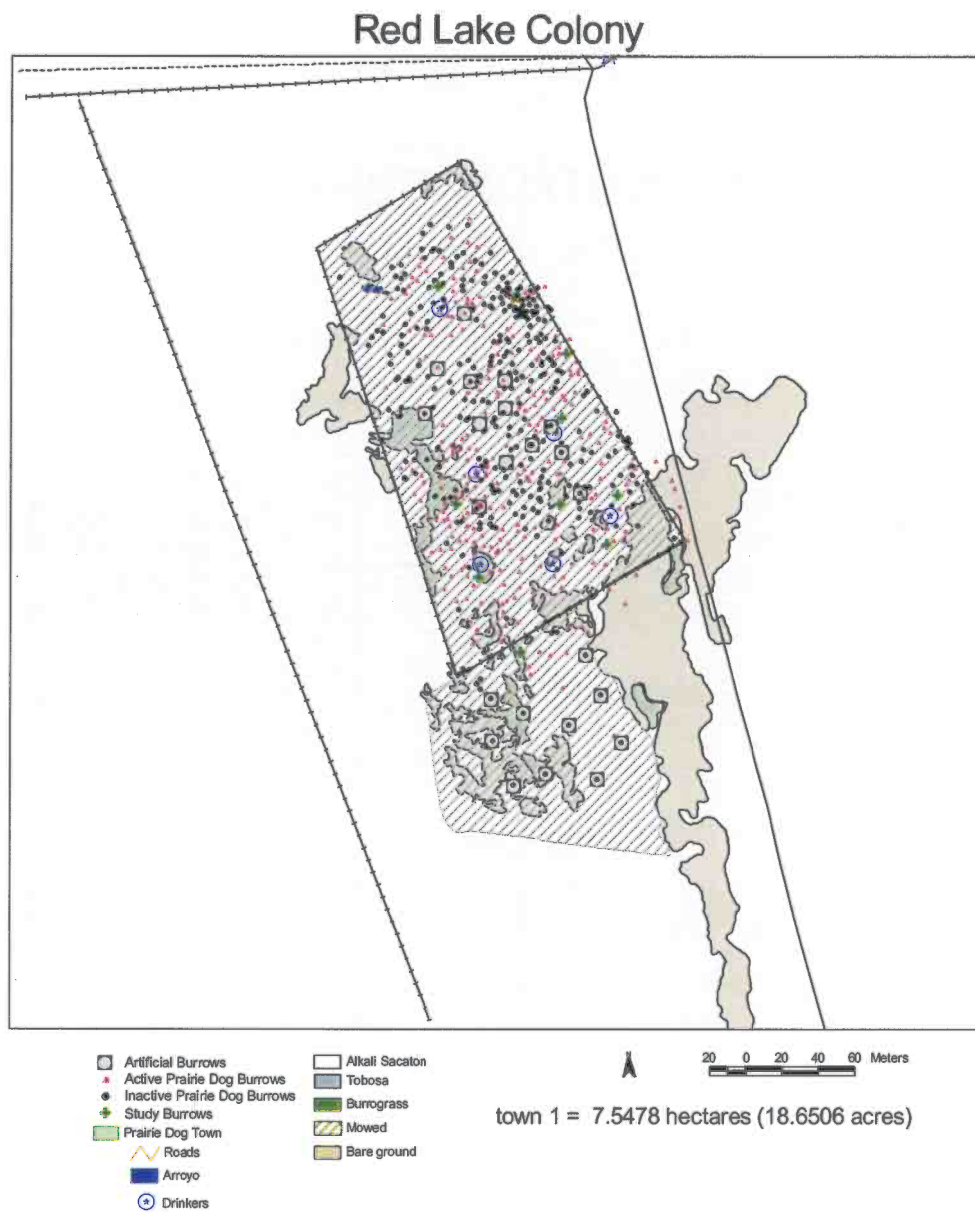 Red Lake Colony
Artificial Burrows
Active Prairie Dog Burrows
Inactive Prairie Dog Burrows
Study Burrows
Prairie Dog Town
Roads
Arroyo
Drinkers
Alkali Sacaton
Tobosa
Burrograss
Mowed
Bare ground
20 0 20 40 60 Meters
town 1 = 7.5478 hectares (18.6506 acres)